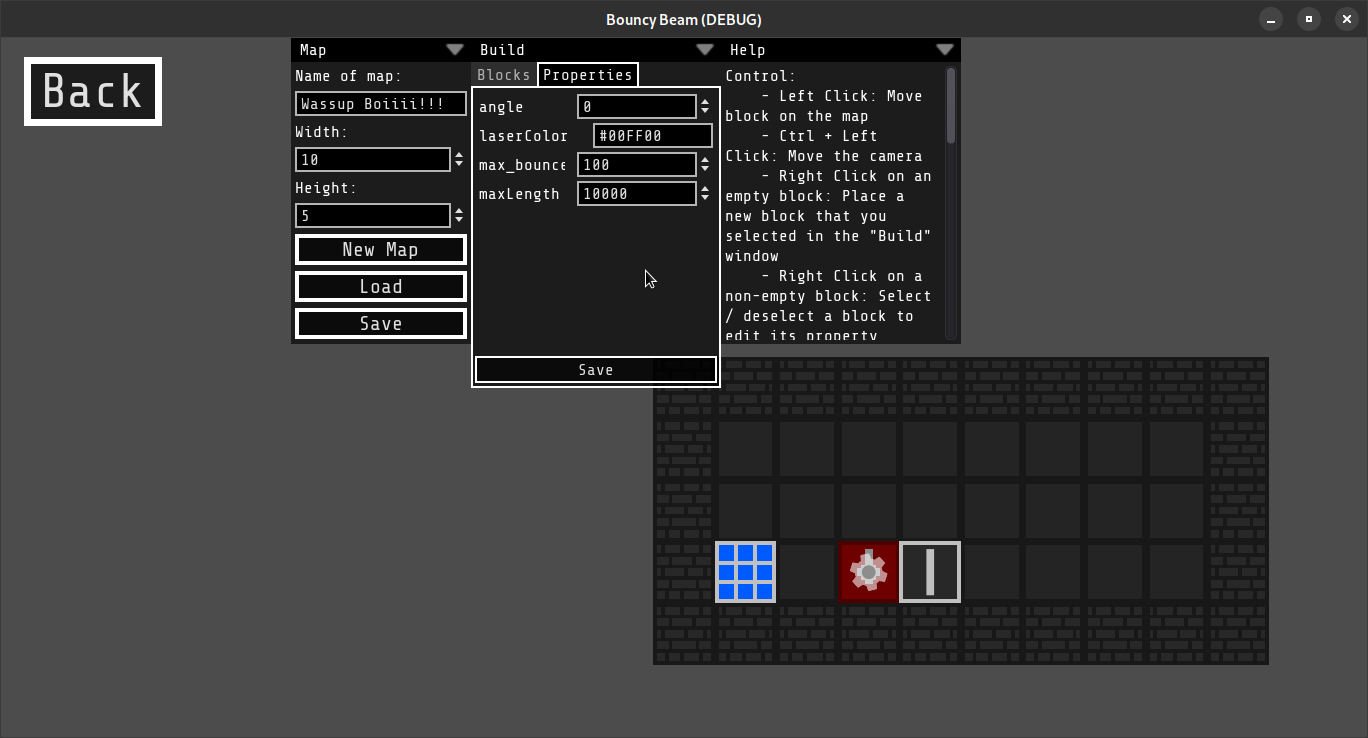 Bouncy Beam (DEBUG)
Back
Map
Name of map:
Wassup Boiiii!!!
Width:
10
Height:
5
New Map
Load
Save
Build
Blocks
Properties
angle
0
laserColor
#00FF00
max_bounce
100
maxLength
10000
Save
Help
Control:
- Left Click: Move
block on the map
- Ctrl + Left
Click: Move the camera
- Right Click on an
empty block: Place a
new block that you
selected in the "Build"
window
- Right Click on a
non-empty block: Select
/ deselect a block to
edit its property